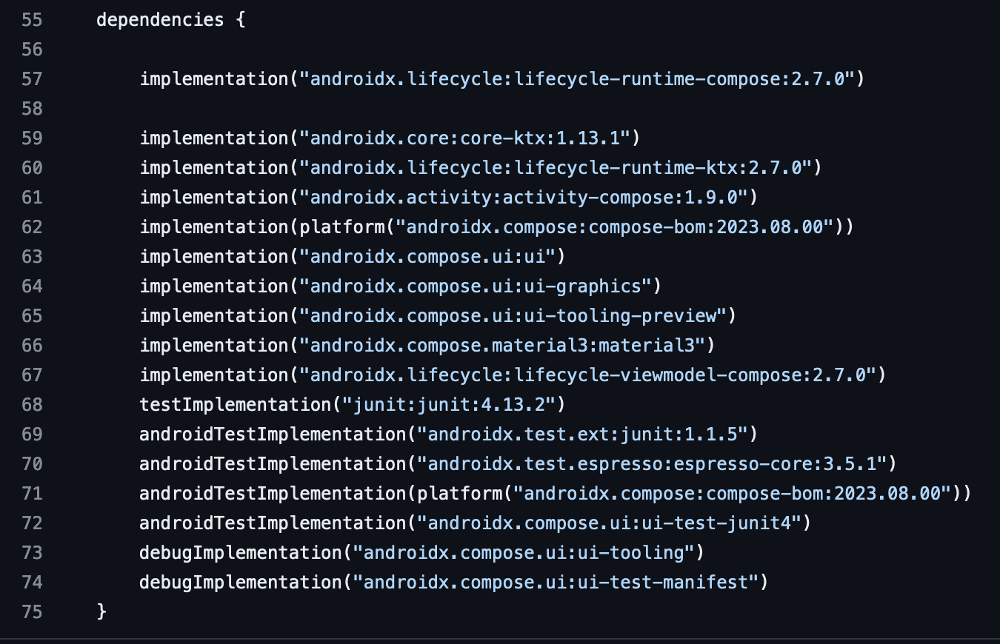 55 dependencies {
56
57 implementation("androidx.lifecycle:lifecycle-runtime-compose:2.7.0")
58
59 implementation("androidx.core:core-ktx:1.13.1")
60 implementation("androidx.lifecycle:lifecycle-runtime-ktx:2.7.0")
61 implementation("androidx.activity:activity-compose:1.9.0")
62 implementation(platform("androidx.compose:compose-bom:2023.08.00"))
63 implementation("androidx.compose.ui:ui")
64 implementation("androidx.compose.ui:ui-graphics")
65 implementation("androidx.compose.ui:ui-tooling-preview")
66 implementation("androidx.compose.material3:material3")
67 implementation("androidx.lifecycle:lifecycle-viewmodel-compose:2.7.0")
68 testImplementation("junit:junit:4.13.2")
69 androidTestImplementation("androidx.test.ext:junit:1.1.5")
70 androidTestImplementation("androidx.test.espresso:espresso-core:3.5.1")
71 androidTestImplementation(platform("androidx.compose:compose-bom:2023.08.00"))
72 androidTestImplementation("androidx.compose.ui:ui-test-junit4")
73 debugImplementation("androidx.compose.ui:ui-tooling")
74 debugImplementation("androidx.compose.ui:ui-test-manifest")
75 }